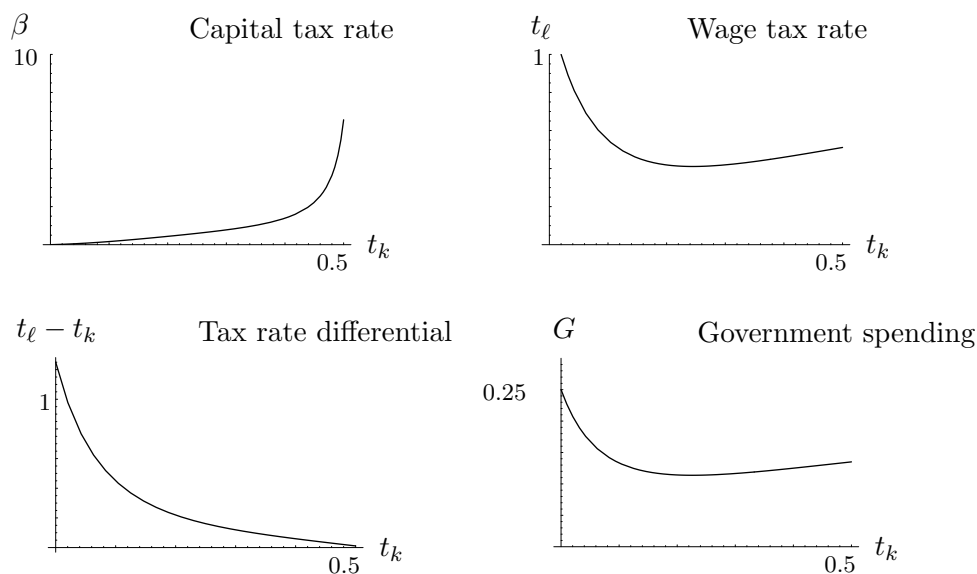 β Capital tax rate
10
0.5 t_k
t_ℓ Wage tax rate
1
0.5 t_k
t_ℓ − t_k Tax rate differential
1
0.5 t_k
G Government spending
0.25
0.5 t_k